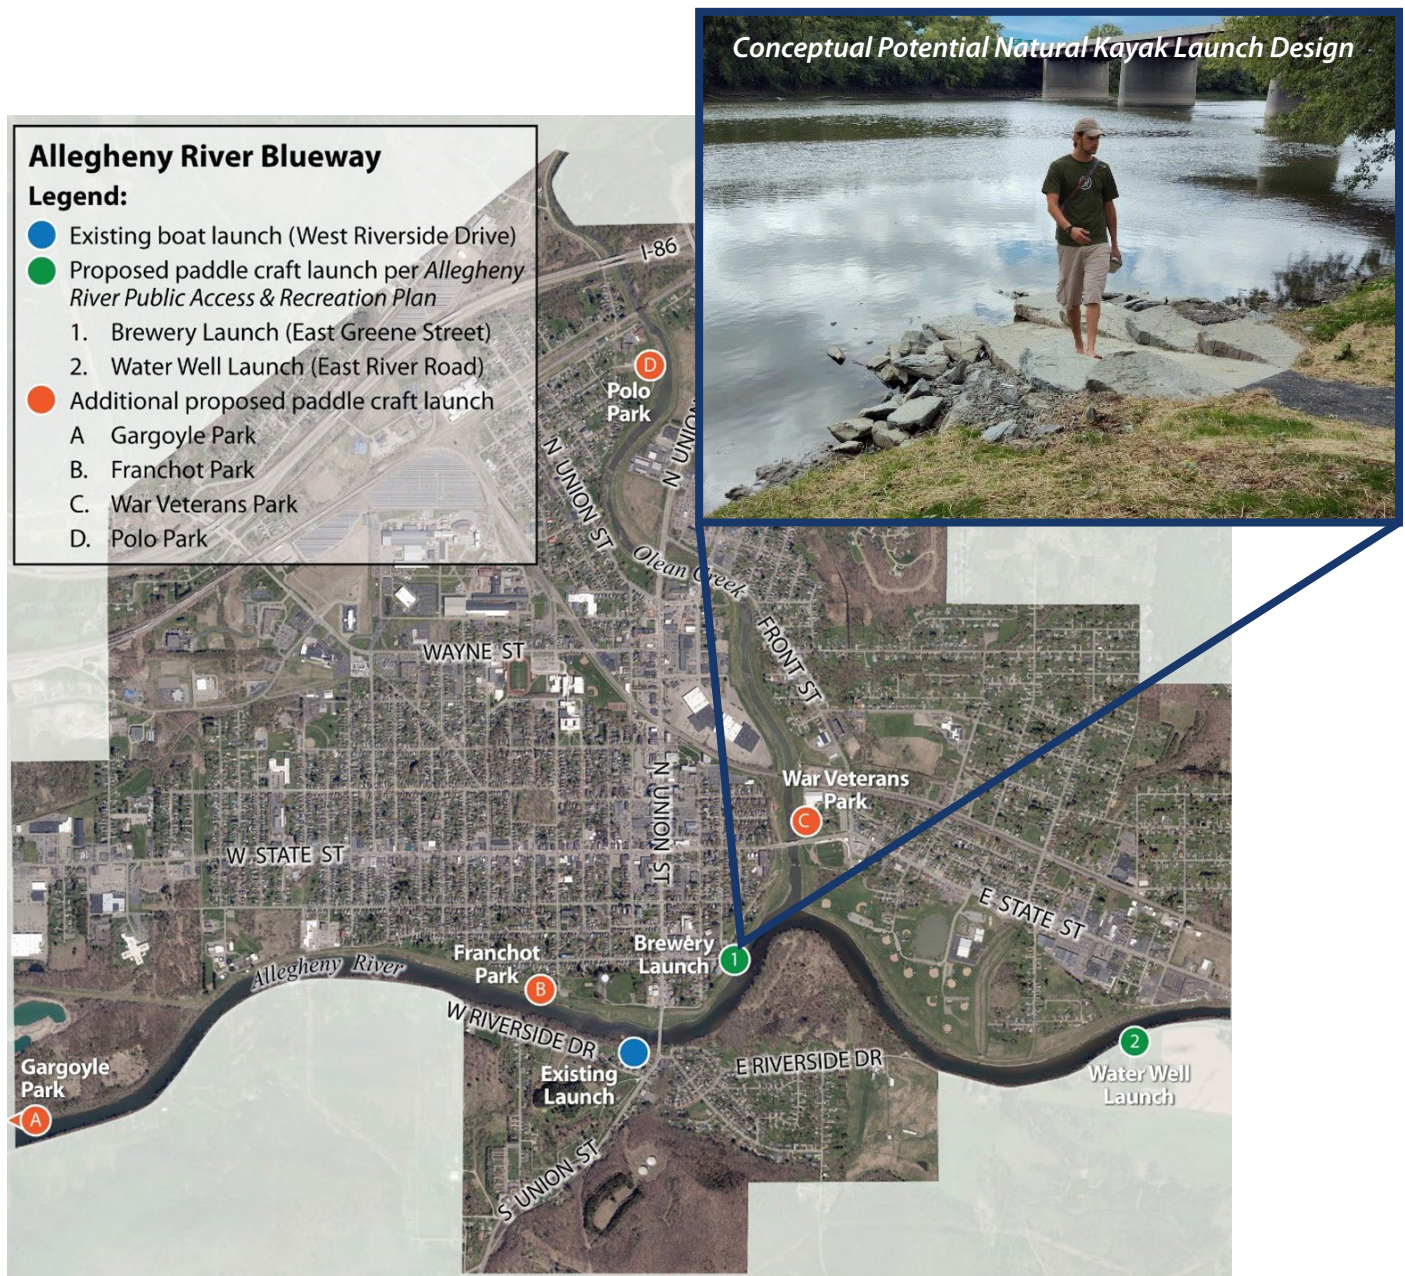 Conceptual Potential Natural Kayak Launch Design
Allegheny River Blueway
Legend:
Existing boat launch (West Riverside Drive)
Proposed paddle craft launch per Allegheny
River Public Access & Recreation Plan
1. Brewery Launch (East Greene Street)
2. Water Well Launch (East River Road)
Additional proposed paddle craft launch
A Gargoyle Park
B. Franchot Park
C. War Veterans Park
D. Polo Park
I-86
D
Polo
Park
N UNION ST
N UNION
Olean Creek
FRONT ST
WAYNE ST
N UNION ST
War Veterans
Park
C
W STATE ST
E STATE ST
Brewery
Launch
1
Franchot
Park
B
Allegheny River
W RIVERSIDE DR
Existing
Launch
E RIVERSIDE DR
2
Water Well
Launch
Gargoyle
Park
A
S UNION ST